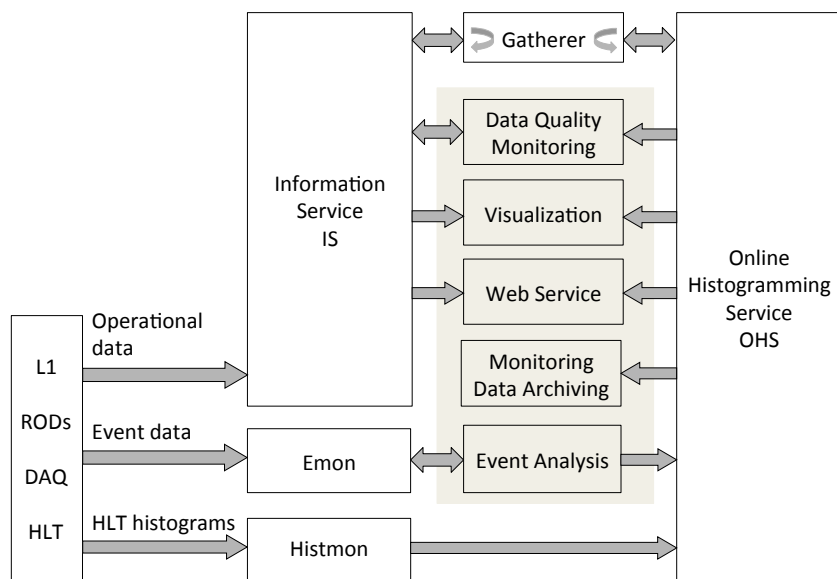 Gatherer
Data Quality
Monitoring
Information
Service
IS
Visualization
Web Service
Online
Histogramming
Service
OHS
Monitoring
Data Archiving
Operational
data
L1
RODs
DAQ
HLT
Event data
Emon
Event Analysis
HLT histograms
Histmon